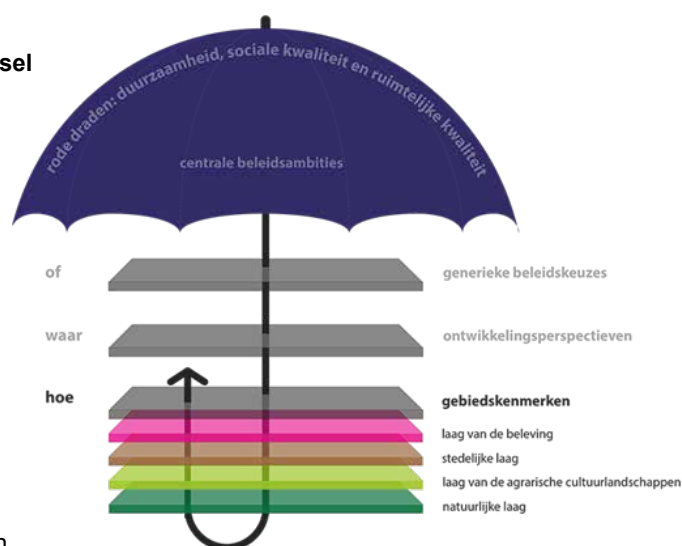 sel
rode draden: duurzaamheid, sociale kwaliteit en ruimtelijke kwaliteit
centrale beleidsambities
of generieke beleidskeuzes
waar ontwikkelingsperspectieven
hoe gebiedskenmerken
laag van de beleving
stedelijke laag
laag van de agrarische cultuurlandschappen
natuurlijke laag